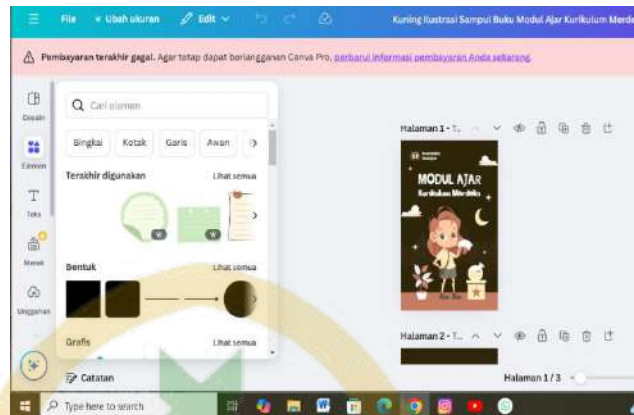 File
Ubah ukuran
Edit
Kuning Ilustrasi Sampul Buku Modul Ajar Kurikulum Merde
Pembayaran terakhir gagal. Agar tetap dapat berlangganan Canva Pro, perbarui informasi pembayaran Anda sekarang.
Desain
Elemen
Teks
Merek
Unggahan
Cari elemen
Bingkai
Kotak
Garis
Awan
Terakhir digunakan
Lihat semua
Bentuk
Lihat semua
Grafis
Lihat semua
Catatan
Halaman 1 - T...
MODUL AJAR
Kurikulum Merdeka
Halaman 2 - T...
Halaman 1 / 3
Type here to search